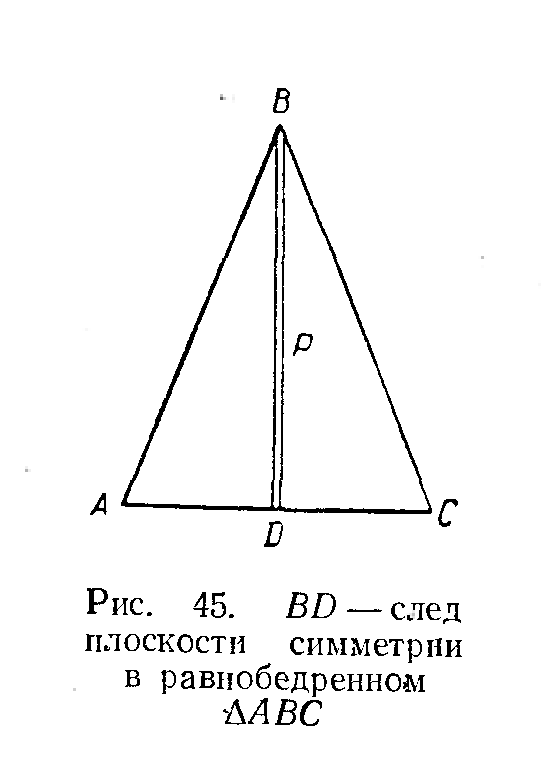 B
P
A
C
D
Рис. 45. BD — след
плоскости симметрии
в равнобедренном
ΔABC